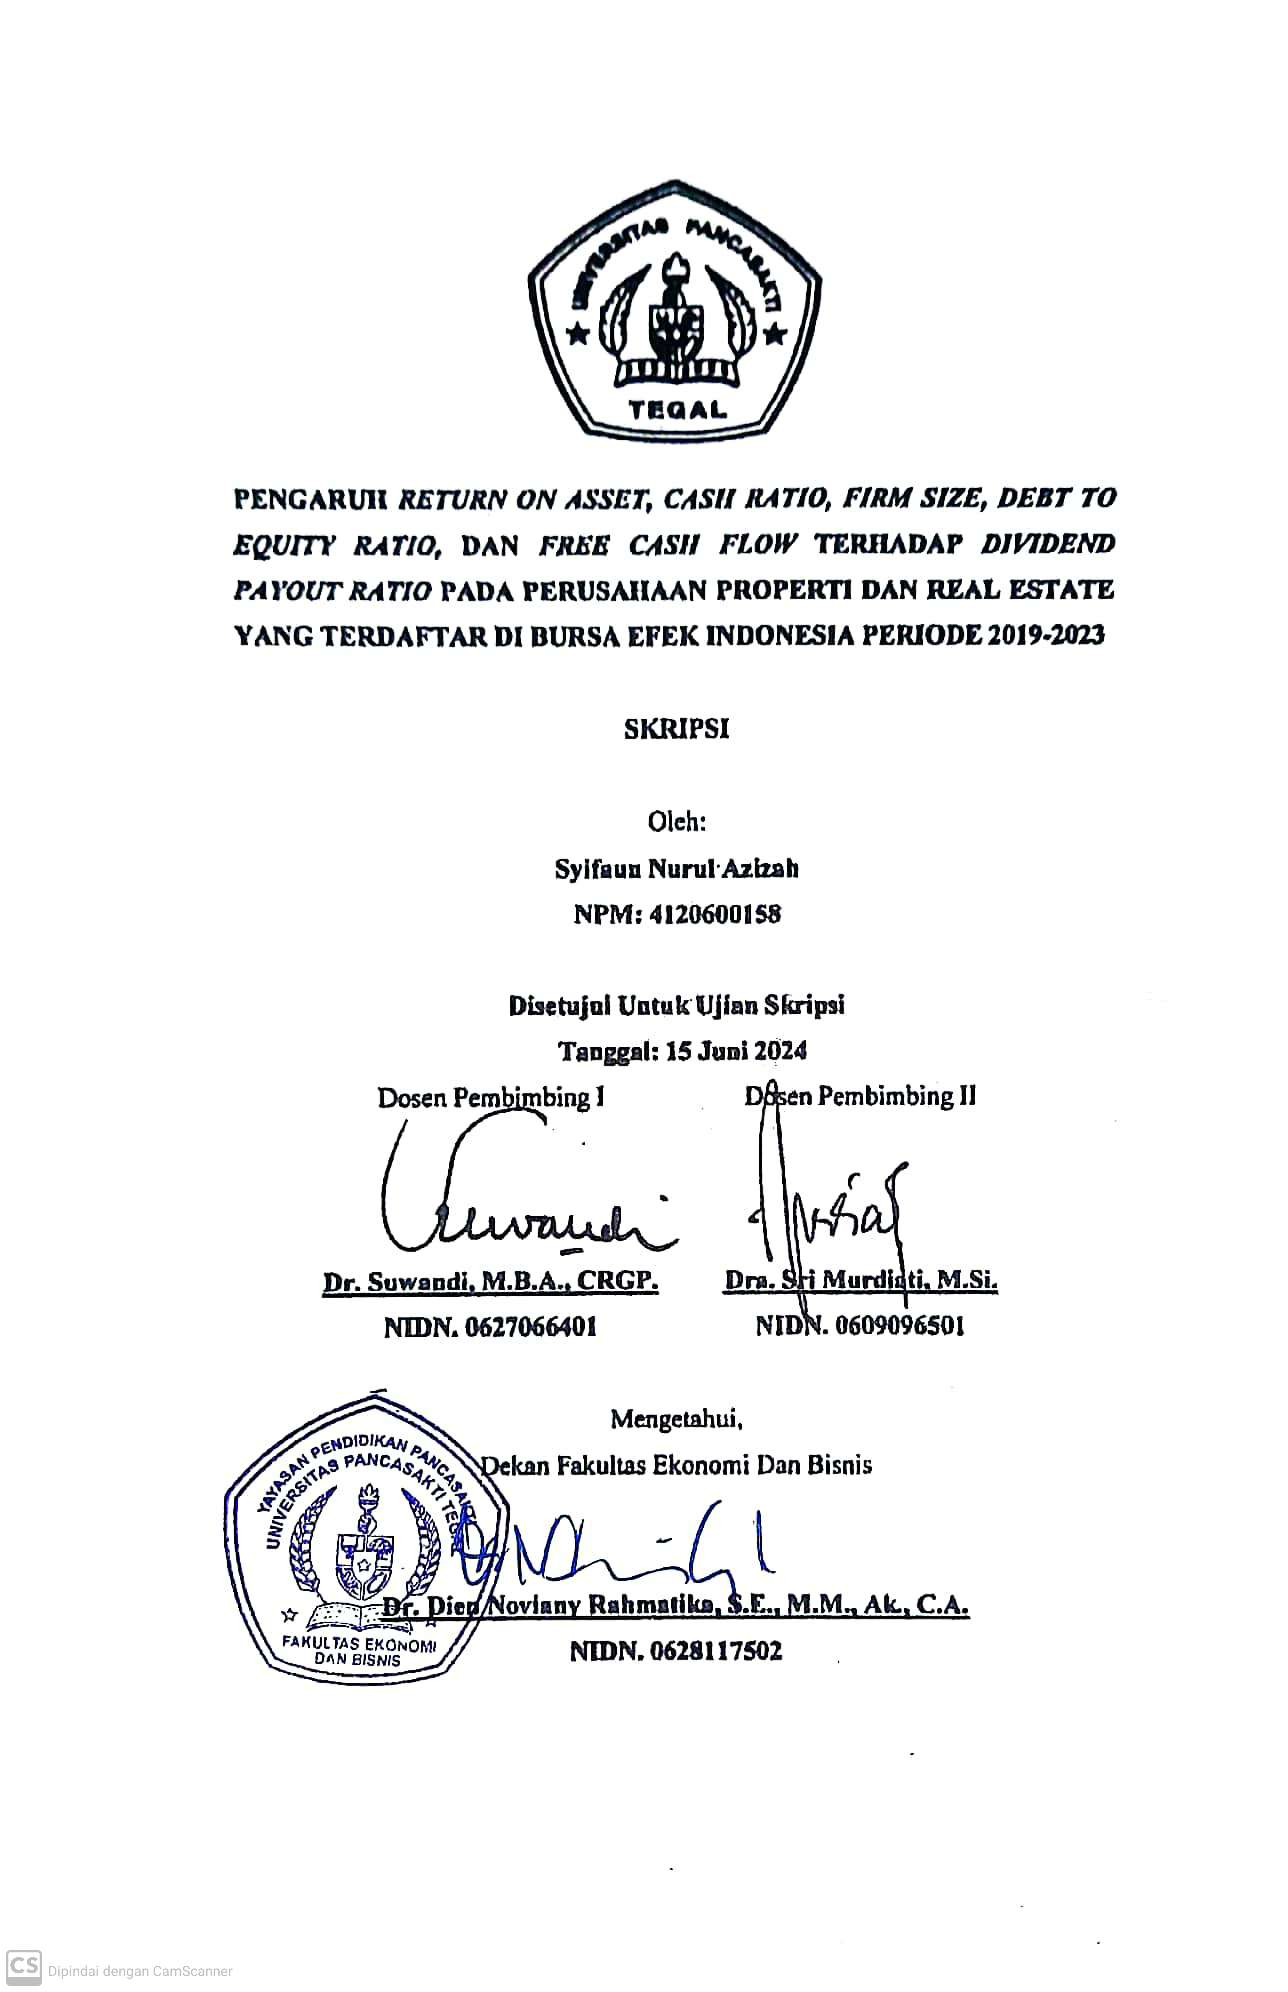 UNIVERSITAS PANCASAKTI
TEGAL
PENGARUH RETURN ON ASSET, CASH RATIO, FIRM SIZE, DEBT TO
EQUITY RATIO, DAN FREE CASH FLOW TERHADAP DIVIDEND
PAYOUT RATIO PADA PERUSAHAAN PROPERTI DAN REAL ESTATE
YANG TERDAFTAR DI BURSA EFEK INDONESIA PERIODE 2019-2023
SKRIPSI
Oleh:
Syifaun Nurul Azizah
NPM: 4120600158
Disetujui Untuk Ujian Skripsi
Tanggal: 15 Juni 2024
Dosen Pembimbing I Dosen Pembimbing II
Suwandi
Dr. Suwandi, M.B.A., CRGP. Dra. Sri Murdiati, M.Si.
NIDN. 0627066401 NIDN. 0609096501
Mengetahui,
Dekan Fakultas Ekonomi Dan Bisnis
YAYASAN PENDIDIKAN PANCASAKTI
UNIVERSITAS PANCASAKTI TEGAL
Dr. Dien Noviany Rahmatika, S.E., M.M., Ak., C.A.
FAKULTAS EKONOMI
DAN BISNIS
NIDN. 0628117502
CS Dipindai dengan CamScanner